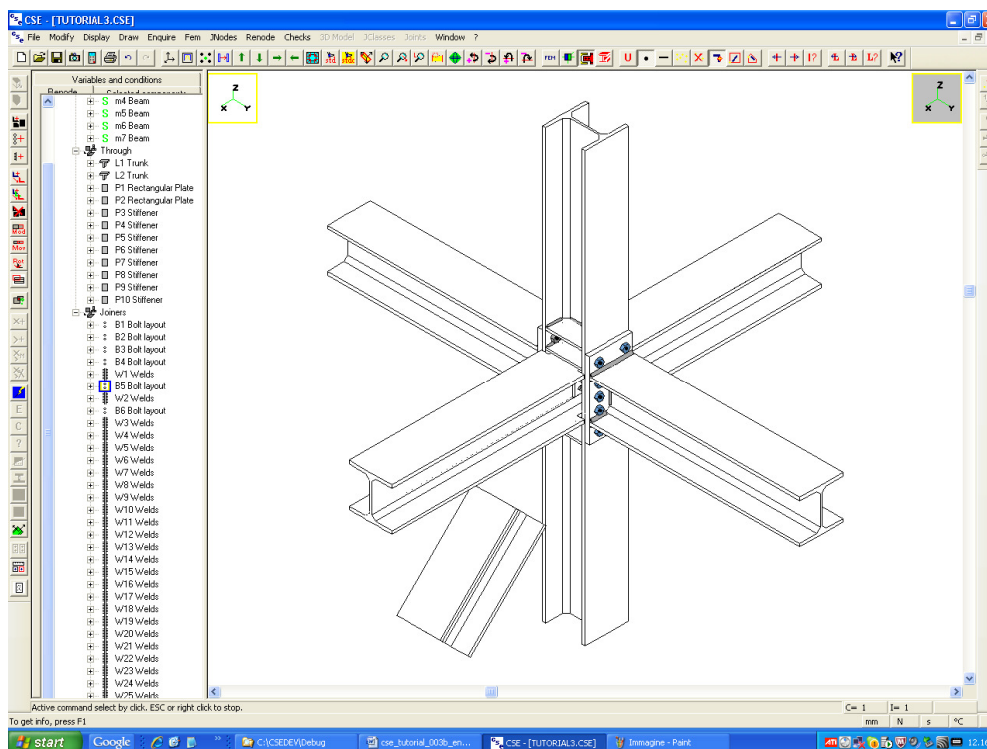 CSE - [TUTORIAL3.CSE]
File Modify Display Draw Enquire Fem JNodes Renode Checks 3D Model JClasses Joints Window ?
Variables and conditions
Renode Selected components
m4 Beam
m5 Beam
m6 Beam
m7 Beam
Through
L1 Trunk
L2 Trunk
P1 Rectangular Plate
P2 Rectangular Plate
P3 Stiffener
P4 Stiffener
P5 Stiffener
P6 Stiffener
P7 Stiffener
P8 Stiffener
P9 Stiffener
P10 Stiffener
Joiners
B1 Bolt layout
B2 Bolt layout
B3 Bolt layout
B4 Bolt layout
W1 Welds
B5 Bolt layout
W2 Welds
B6 Bolt layout
W3 Welds
W4 Welds
W5 Welds
W6 Welds
W7 Welds
W8 Welds
W9 Welds
W10 Welds
W11 Welds
W12 Welds
W13 Welds
W14 Welds
W15 Welds
W16 Welds
W17 Welds
W18 Welds
W19 Welds
W20 Welds
W21 Welds
W22 Welds
W23 Welds
W24 Welds
W25 Welds
Z
X Y
Z
X Y
Active command select by click. ESC or right click to stop.
C= 1 I= 1
To get info, press F1
mm N s °C
start Google C:\CSEDEV\Debug cse_tutorial_003b_en... CSE - [TUTORIAL3.CSE] Immagine - Paint 12.16